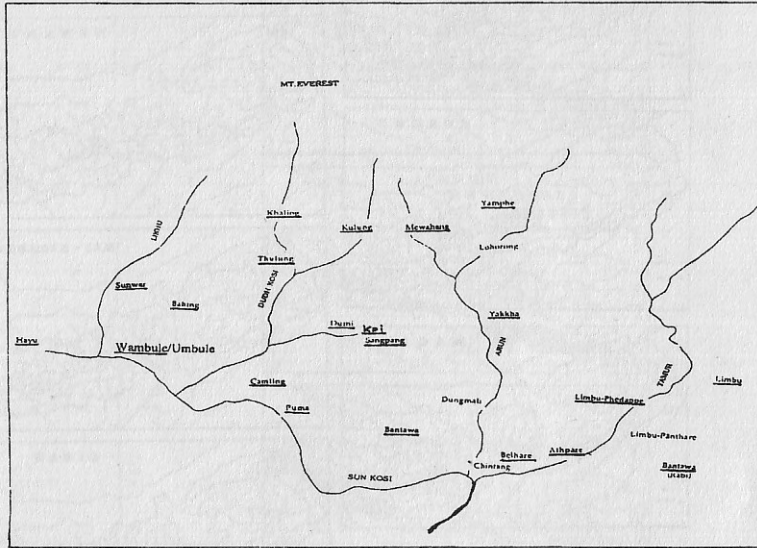 MT. EVEREST
Yamphe
Khaling
Kulung
Mewahang
LIKHU
Lohorung
Thulung
DUDH KOSI
Sunwar
Bahing
Yakkha
Dumi
Koi
Sangpang
ARUN
Hayu
Wambule/Umbule
TAMUR
Limbu
Camling
Limbu-Phedappe
Puma
Dungmali
Bantawa
Limbu-Panthare
Belhare
Athpare
Chintang
Bantawa
(Rabi)
SUN KOSI